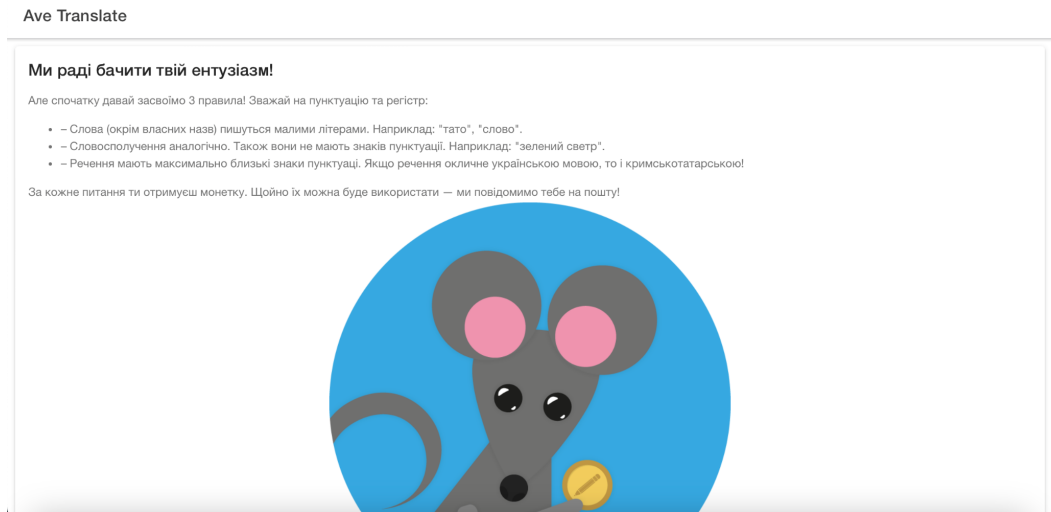 Ave Translate
Ми раді бачити твій ентузіазм!
Але спочатку давай засвоїмо 3 правила! Зважай на пунктуацію та регістр:
• – Слова (окрім власних назв) пишуться малими літерами. Наприклад: "тато", "слово".
• – Словосполучення аналогічно. Також вони не мають знаків пунктуації. Наприклад: "зелений светр".
• – Речення мають максимально близькі знаки пунктуаці. Якщо речення окличне українською мовою, то і кримськотатарською!
За кожне питання ти отримуєш монетку. Щойно їх можна буде використати — ми повідомимо тебе на пошту!